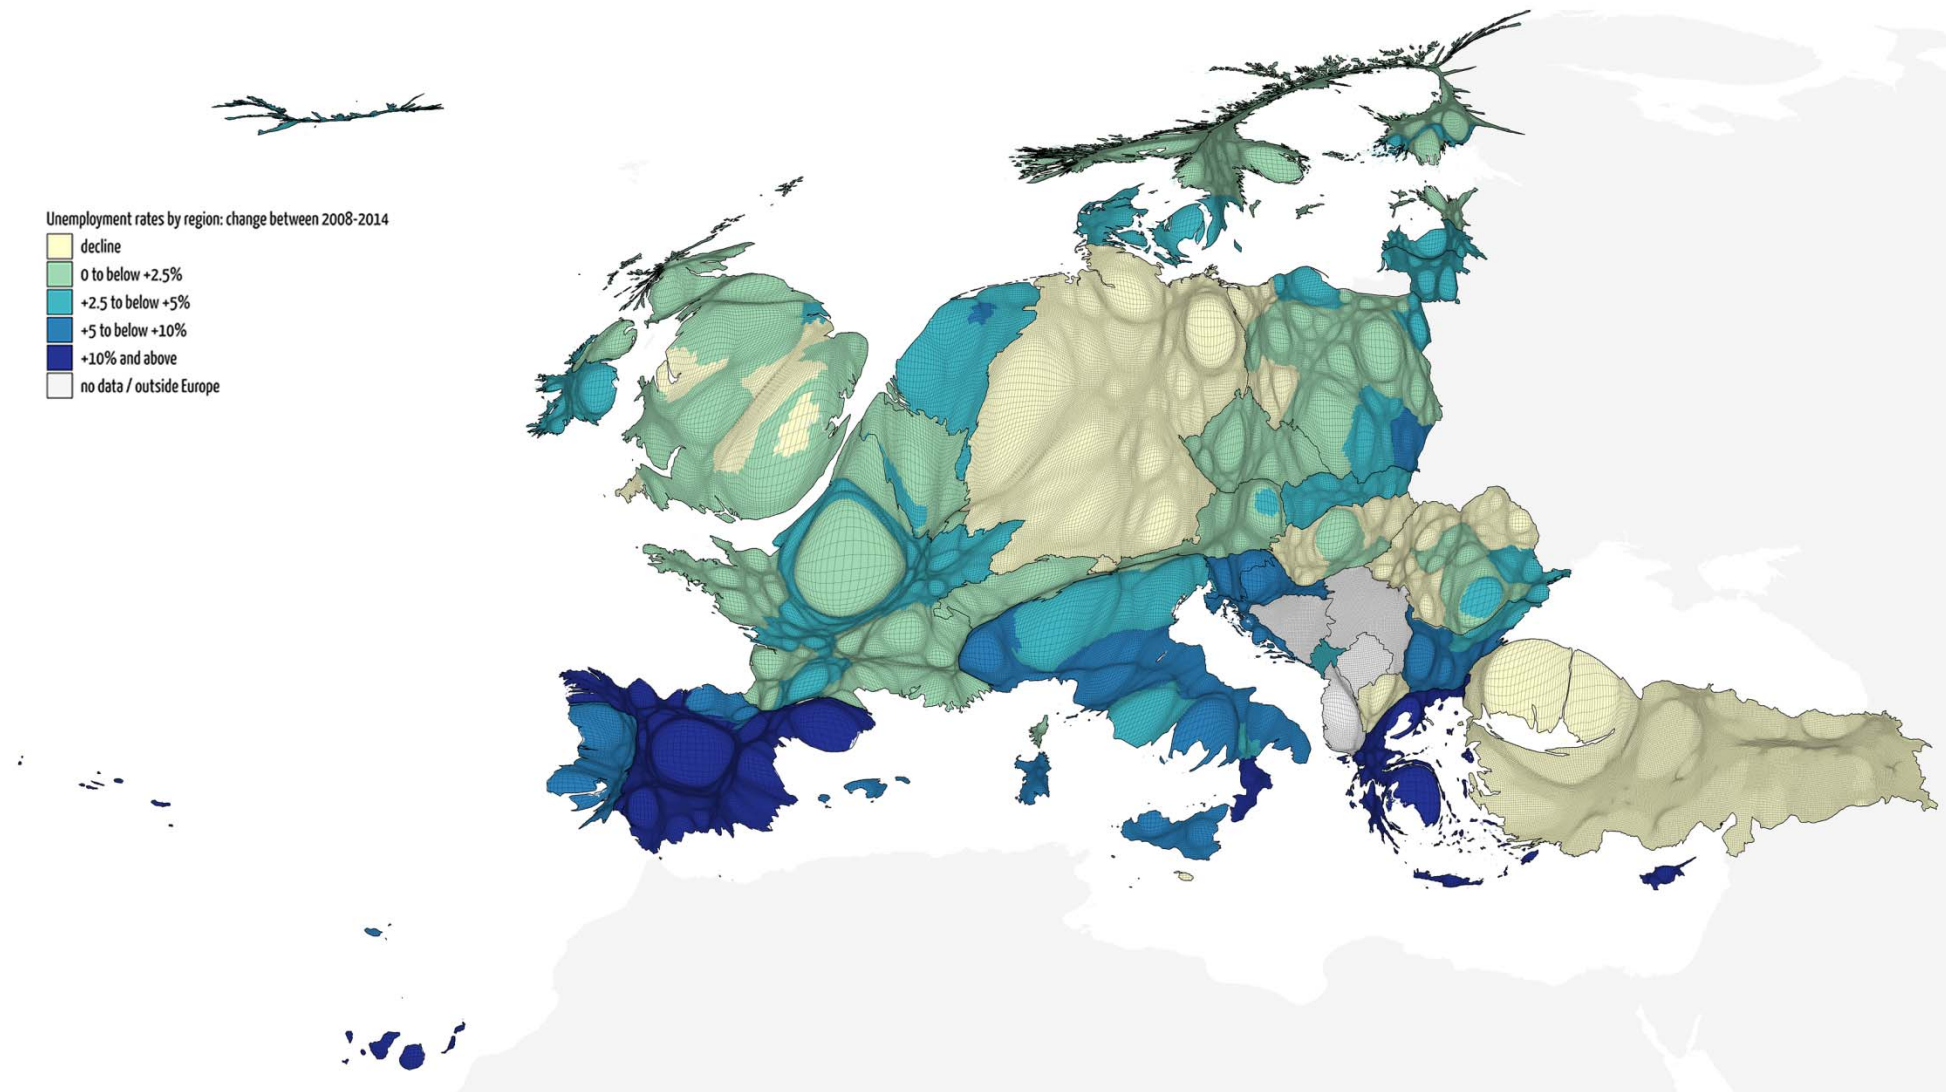 Unemployment rates by region: change between 2008-2014
decline
0 to below +2.5%
+2.5 to below +5%
+5 to below +10%
+10% and above
no data / outside Europe